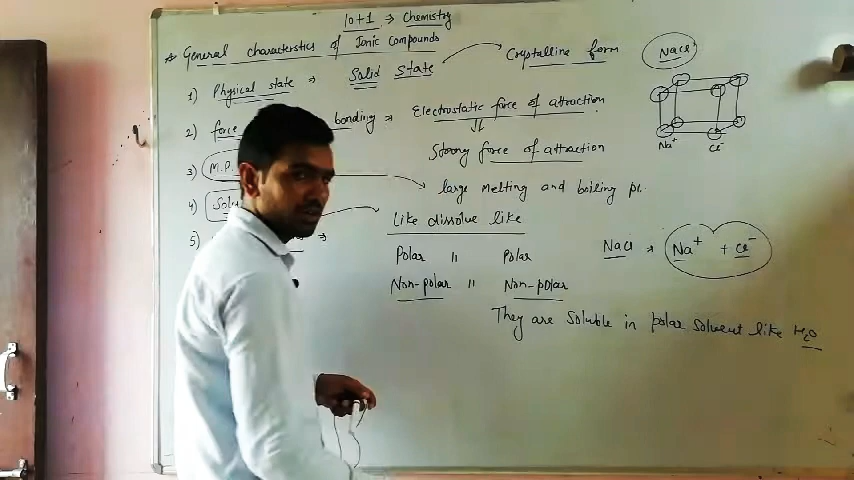 10+1 → Chemistry
General characterstics of Ionic Compounds
1) Physical state ⇒ Solid state → Crystalline form NaCl
2) force bonding ⇒ Electrostatic force of attraction
⇓
Strong force of attraction
Na⁺ Cl⁻
3) M.P. → large melting and boiling pt.
4)
Like dissolve like
5) ⇒
Polar " Polar
NaCl → Na⁺ + Cl⁻
Non-polar " Non-polar
They are soluble in polar solvent like H₂O